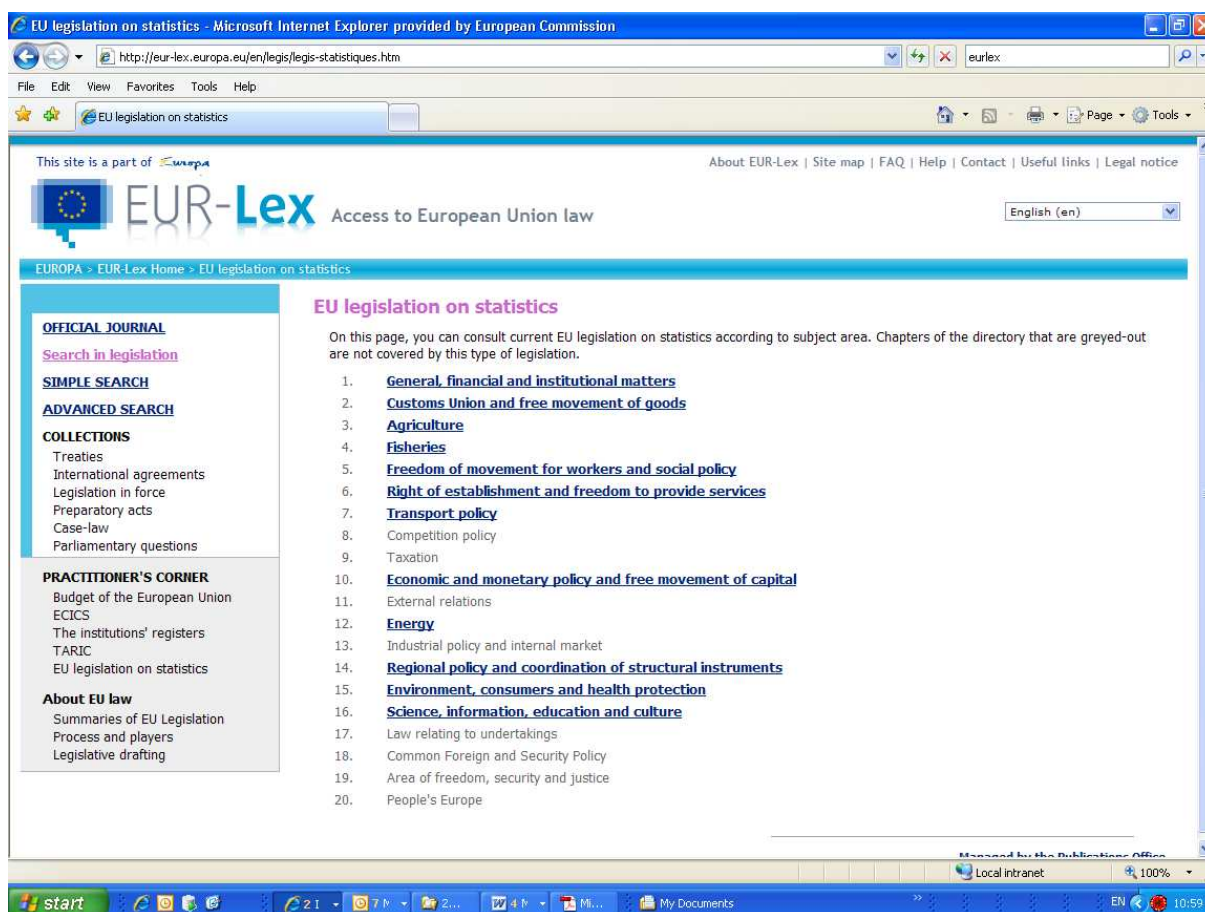 EU legislation on statistics - Microsoft Internet Explorer provided by European Commission
http://eur-lex.europa.eu/en/legis/legis-statistiques.htm
eurlex
File Edit View Favorites Tools Help
EU legislation on statistics
Page
Tools
This site is a part of Europa
About EUR-Lex | Site map | FAQ | Help | Contact | Useful links | Legal notice
EUR-Lex Access to European Union law
English (en)
EUROPA > EUR-Lex Home > EU legislation on statistics
OFFICIAL JOURNAL
Search in legislation
SIMPLE SEARCH
ADVANCED SEARCH
COLLECTIONS
Treaties
International agreements
Legislation in force
Preparatory acts
Case-law
Parliamentary questions
PRACTITIONER'S CORNER
Budget of the European Union
ECICS
The institutions' registers
TARIC
EU legislation on statistics
About EU law
Summaries of EU Legislation
Process and players
Legislative drafting
EU legislation on statistics
On this page, you can consult current EU legislation on statistics according to subject area. Chapters of the directory that are greyed-out
are not covered by this type of legislation.
1. General, financial and institutional matters
2. Customs Union and free movement of goods
3. Agriculture
4. Fisheries
5. Freedom of movement for workers and social policy
6. Right of establishment and freedom to provide services
7. Transport policy
8. Competition policy
9. Taxation
10. Economic and monetary policy and free movement of capital
11. External relations
12. Energy
13. Industrial policy and internal market
14. Regional policy and coordination of structural instruments
15. Environment, consumers and health protection
16. Science, information, education and culture
17. Law relating to undertakings
18. Common Foreign and Security Policy
19. Area of freedom, security and justice
20. People's Europe
Managed by the Publications Office
Local intranet 100%
start 2 I 7 2... 4 Mi... My Documents EN 10:59